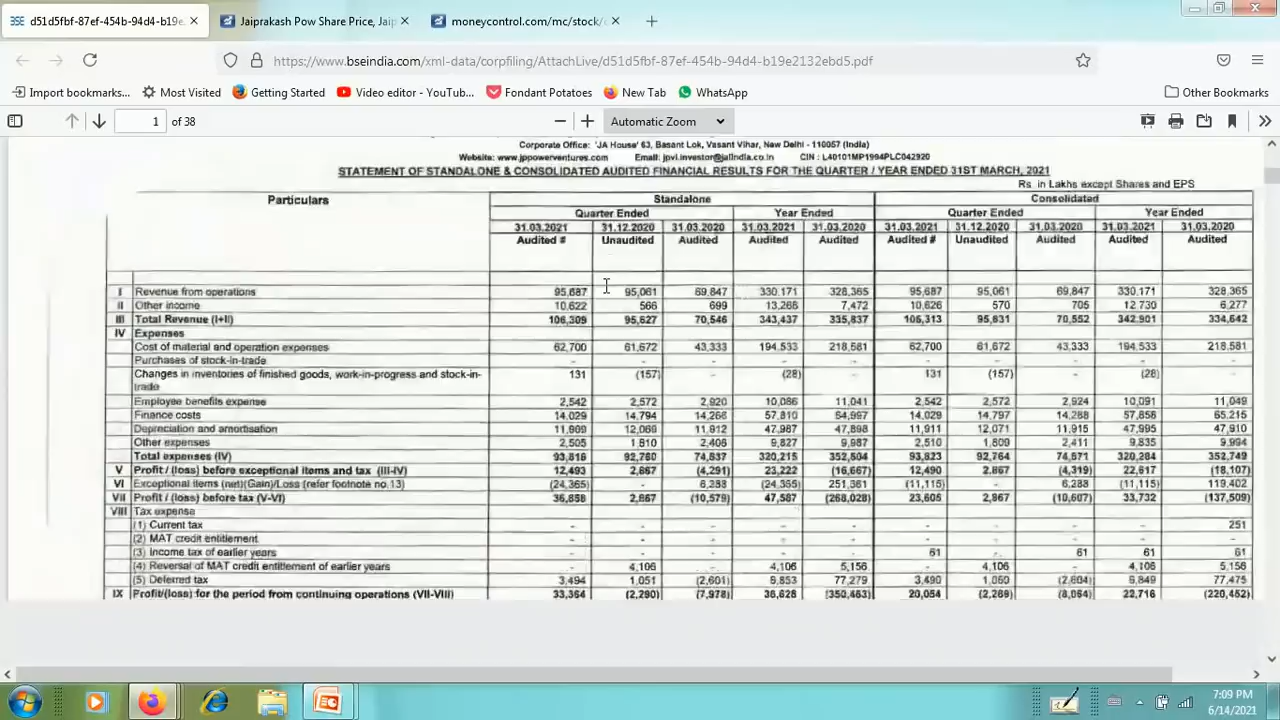 d51d5fbf-87ef-454b-94d4-b19e
Jaiprakash Pow Share Price, Jaip
moneycontrol.com/mc/stock/
https://www.bseindia.com/xml-data/corpfiling/AttachLive/d51d5fbf-87ef-454b-94d4-b19e2132ebd5.pdf
Import bookmarks... Most Visited Getting Started Video editor - YouTub... Fondant Potatoes New Tab WhatsApp Other Bookmarks
1 of 38 Automatic Zoom
Corporate Office: 'JA House' 63, Basant Lok, Vasant Vihar, New Delhi - 110057 (India)
Website: www.jppowerventures.com Email: jpvl.investor@jalindia.co.in CIN : L40101MP1994PLC042920
STATEMENT OF STANDALONE & CONSOLIDATED AUDITED FINANCIAL RESULTS FOR THE QUARTER / YEAR ENDED 31ST MARCH, 2021
Rs. in Lakhs except Shares and EPS
Particulars Standalone Consolidated
Quarter Ended Year Ended Quarter Ended Year Ended
31.03.2021 31.12.2020 31.03.2020 31.03.2021 31.03.2020 31.03.2021 31.12.2020 31.03.2020 31.03.2021 31.03.2020
Audited # Unaudited Audited Audited Audited Audited # Unaudited Audited Audited Audited
I Revenue from operations 95,687 95,061 69,847 330,171 328,365 95,687 95,061 69,847 330,171 328,365
II Other income 10,622 566 699 13,266 7,472 10,626 570 705 12,730 6,277
III Total Revenue (I+II) 106,309 95,627 70,546 343,437 335,837 106,313 95,631 70,552 342,901 334,642
IV Expenses
Cost of material and operation expenses 62,700 61,672 43,333 194,533 218,581 62,700 61,672 43,333 194,533 218,581
Purchases of stock-in-trade - - - - - - - - - -
Changes in inventories of finished goods, work-in-progress and stock-in-trade 131 (157) - (28) - 131 (157) - (28) -
Employee benefits expense 2,542 2,572 2,920 10,086 11,041 2,542 2,572 2,924 10,091 11,049
Finance costs 14,029 14,794 14,266 57,810 64,997 14,029 14,797 14,288 57,858 65,215
Depreciation and amortisation 11,909 12,069 11,912 47,987 47,898 11,911 12,071 11,915 47,995 47,910
Other expenses 2,505 1,810 2,406 9,827 9,987 2,510 1,809 2,411 9,835 9,994
Total expenses (IV) 93,816 92,760 74,837 320,215 352,504 93,823 92,764 74,871 320,284 352,749
V Profit / (loss) before exceptional items and tax (III-IV) 12,493 2,867 (4,291) 23,222 (16,667) 12,490 2,867 (4,319) 22,617 (18,107)
VI Exceptional items (net)(Gain)/Loss (refer footnote no.13) (24,365) - 6,288 (24,365) 251,361 (11,115) - 6,288 (11,115) 119,402
VII Profit / (loss) before tax (V-VI) 36,858 2,867 (10,579) 47,587 (268,028) 23,605 2,867 (10,607) 33,732 (137,509)
VIII Tax expense
(1) Current tax - - - - - - - - - 251
(2) MAT credit entitlement - - - - - - - - - -
(3) Income tax of earlier years - - - - - 61 - 61 61 61
(4) Reversal of MAT credit entitlement of earlier years - 4,106 - 4,106 5,156 - 4,106 - 4,106 5,156
(5) Deferred tax 3,494 1,051 (2,601) 6,853 77,279 3,490 1,050 (2,604) 6,849 77,475
IX Profit/(loss) for the period from continuing operations (VII-VIII) 33,364 (2,290) (7,978) 36,628 (350,463) 20,054 (2,289) (8,064) 22,716 (220,452)
7:09 PM
6/14/2021